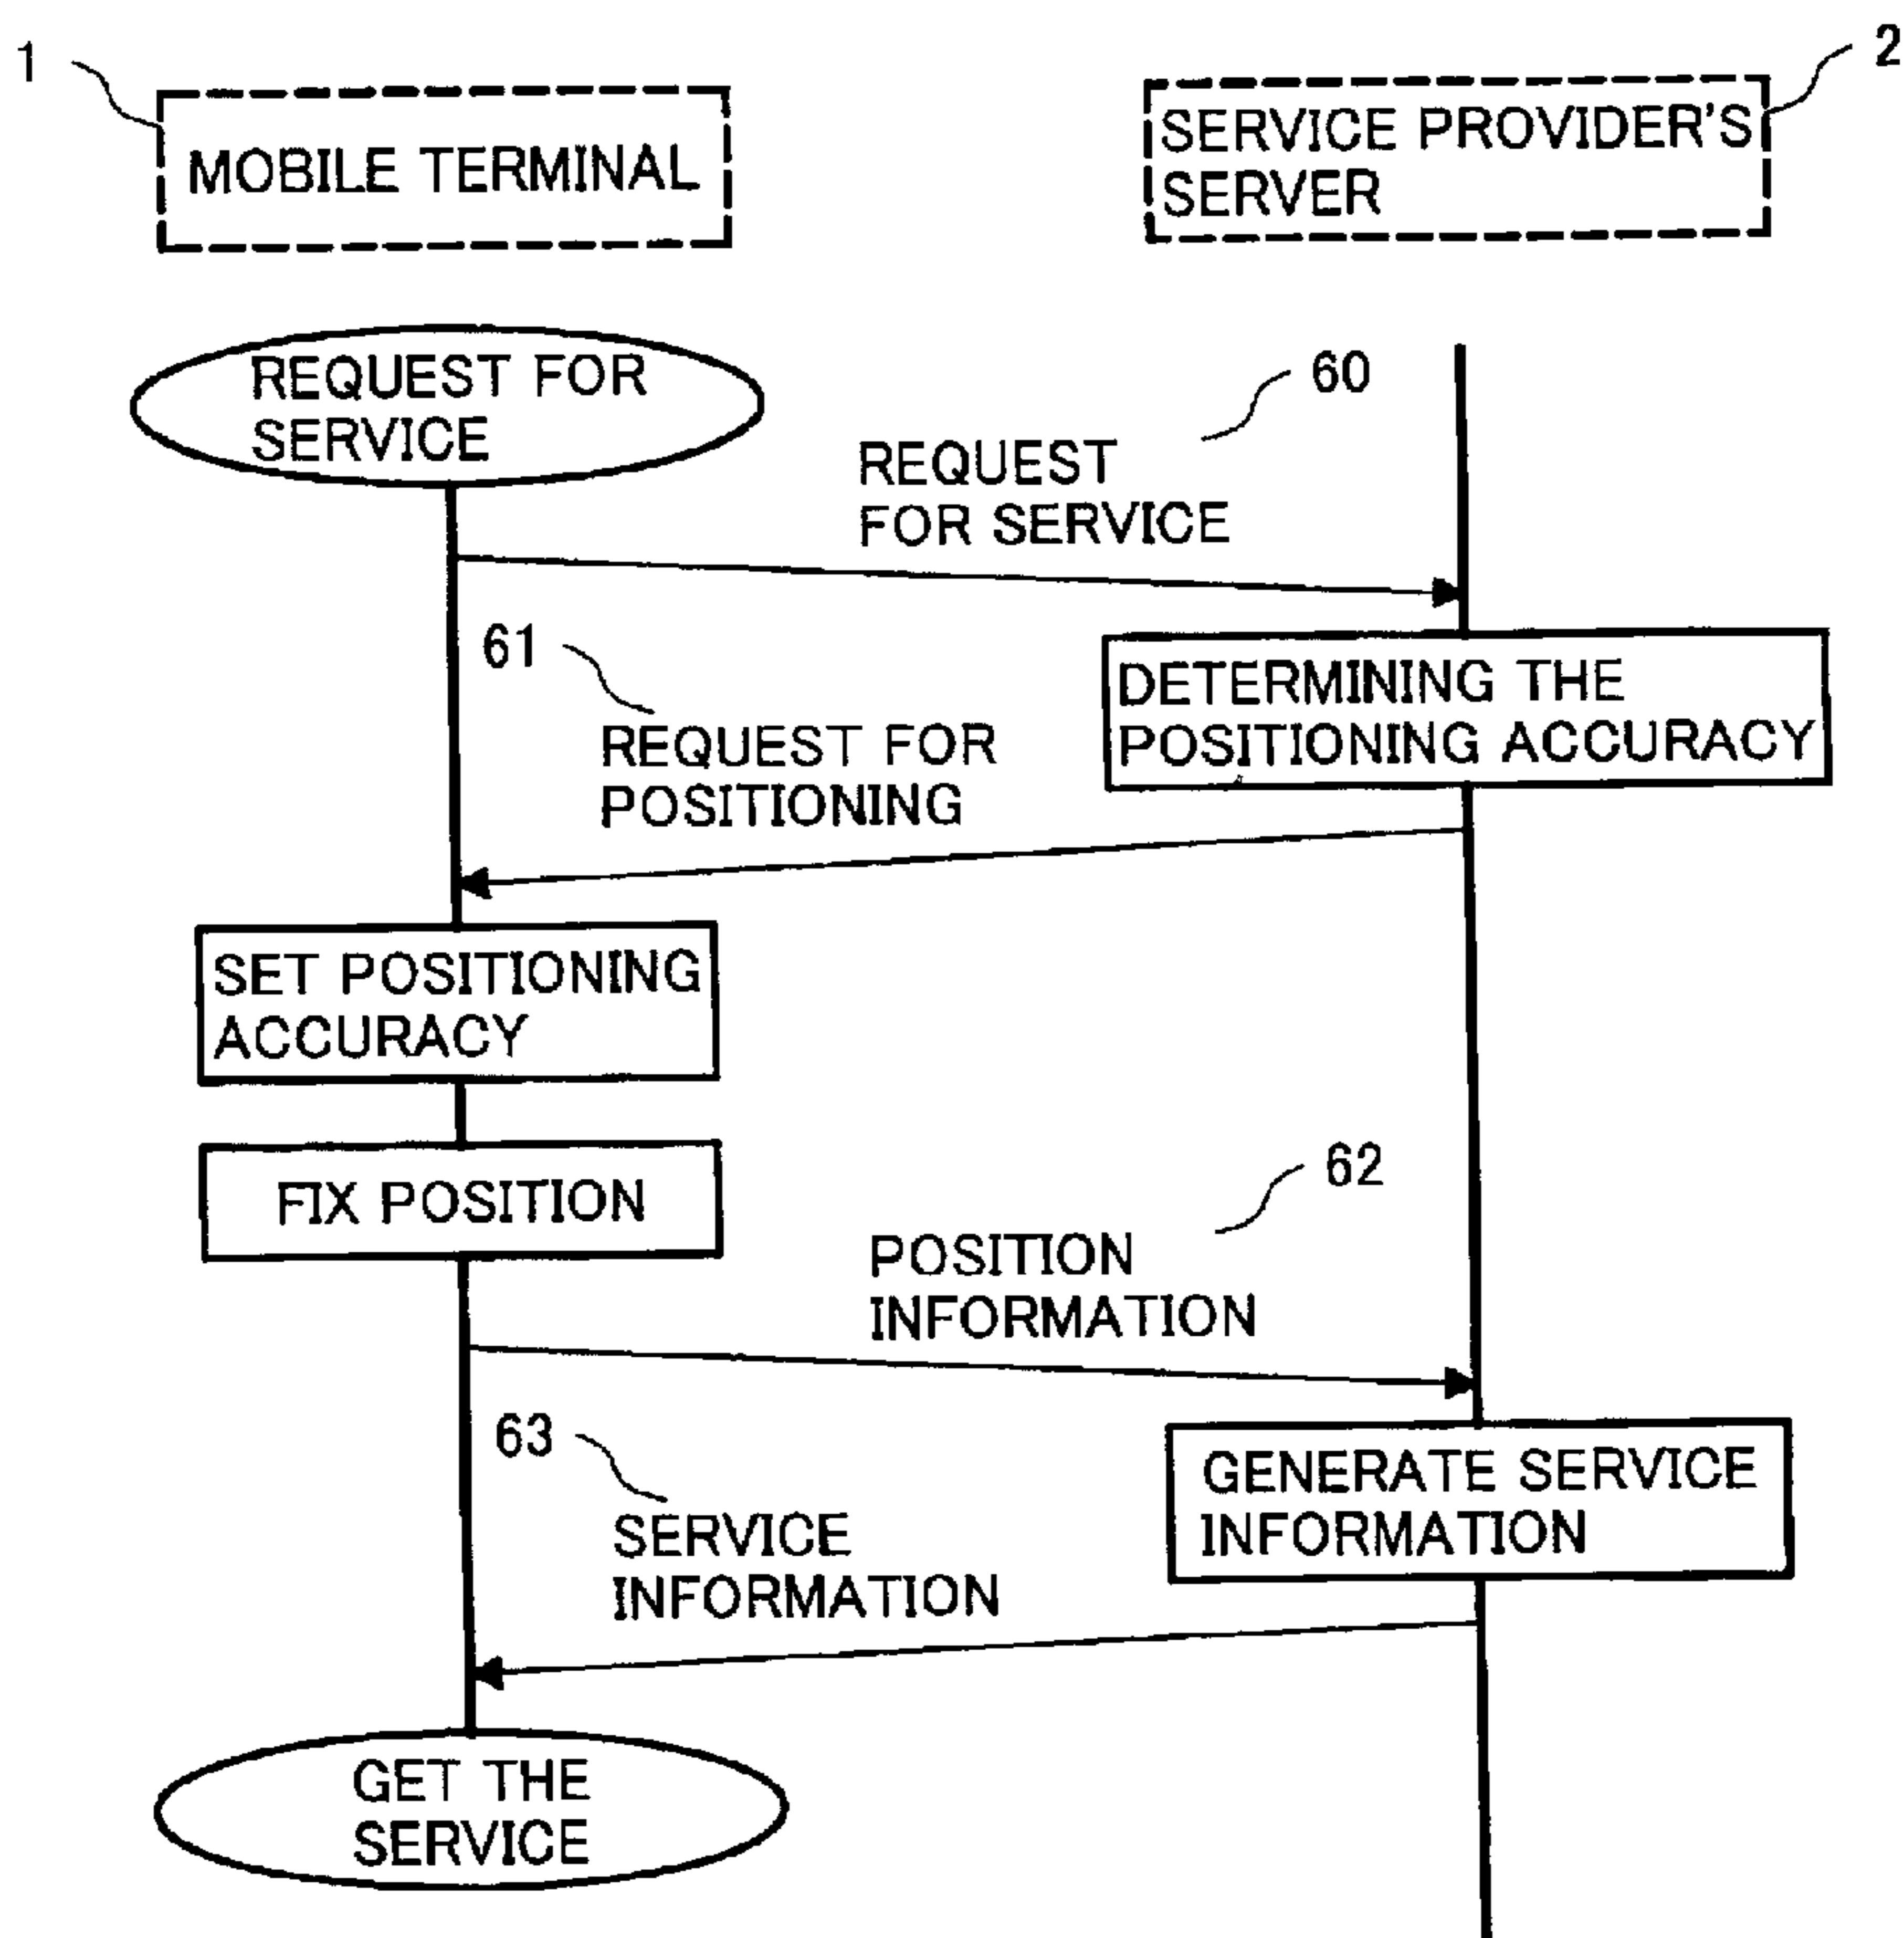 1
MOBILE TERMINAL
2
SERVICE PROVIDER'S
SERVER
REQUEST FOR
SERVICE
60
REQUEST
FOR SERVICE
61
REQUEST FOR
POSITIONING
DETERMINING THE
POSITIONING ACCURACY
SET POSITIONING
ACCURACY
FIX POSITION
62
POSITION
INFORMATION
63
SERVICE
INFORMATION
GENERATE SERVICE
INFORMATION
GET THE
SERVICE